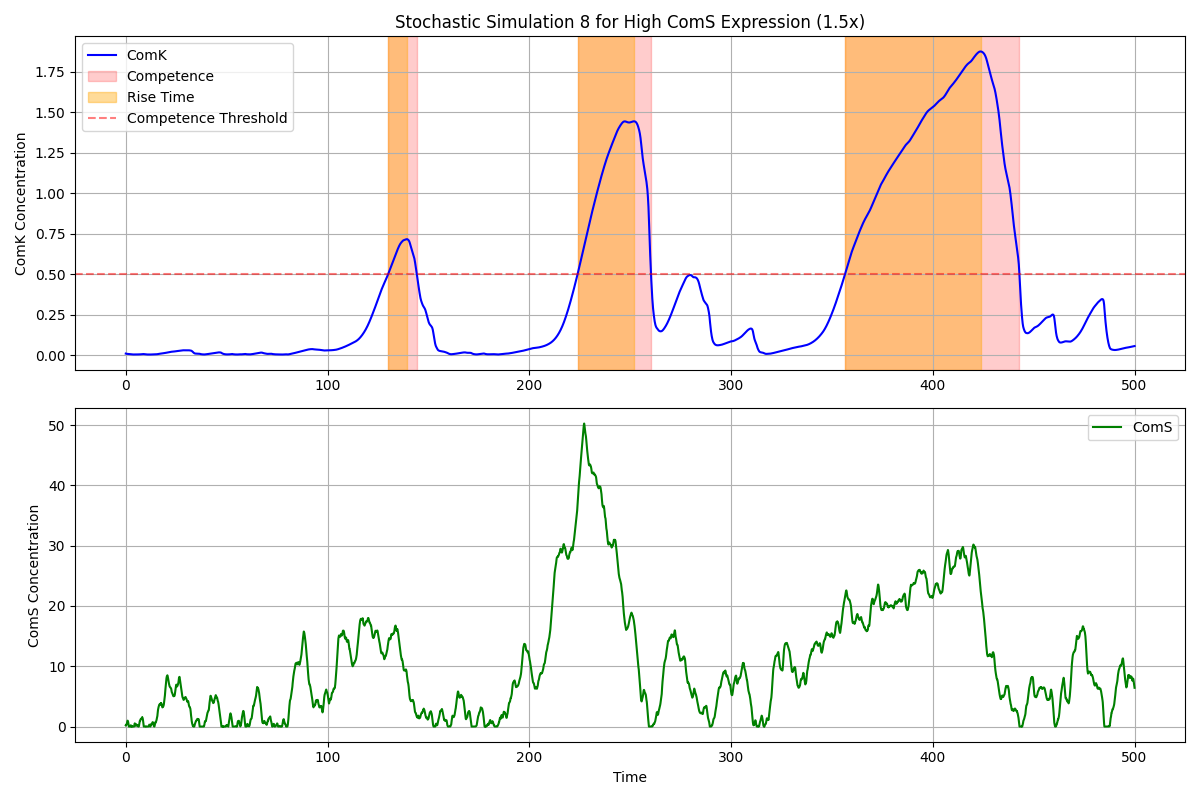 Stochastic Simulation 8 for High ComS Expression (1.5x)
ComK Concentration
1.75
1.50
1.25
1.00
0.75
0.50
0.25
0.00
ComK
Competence
Rise Time
Competence Threshold
0 100 200 300 400 500
ComS Concentration
50
40
30
20
10
0
ComS
0 100 200 300 400 500
Time